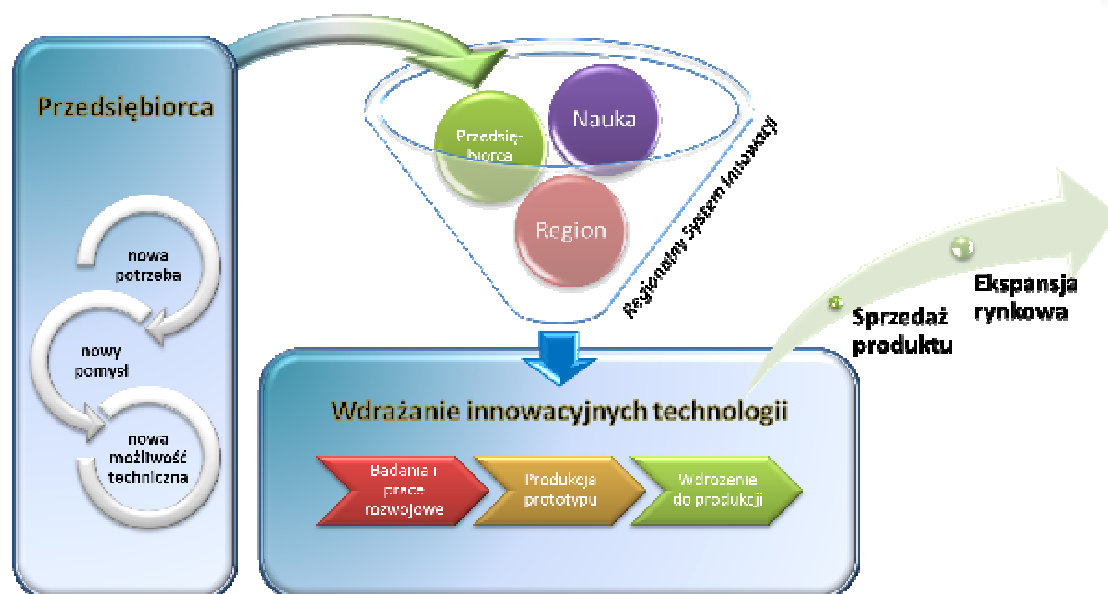 Przedsiębiorca
nowa
potrzeba
nowy
pomysł
nowa
możliwość
techniczna
Przedsię-
biorca
Nauka
Region
Regionalny System Innowacji
Wdrażanie innowacyjnych technologii
Badania i
prace
rozwojowe
Produkcja
prototypu
Wdrożenie
do produkcji
Sprzedaż
produktu
Ekspansja
rynkowa